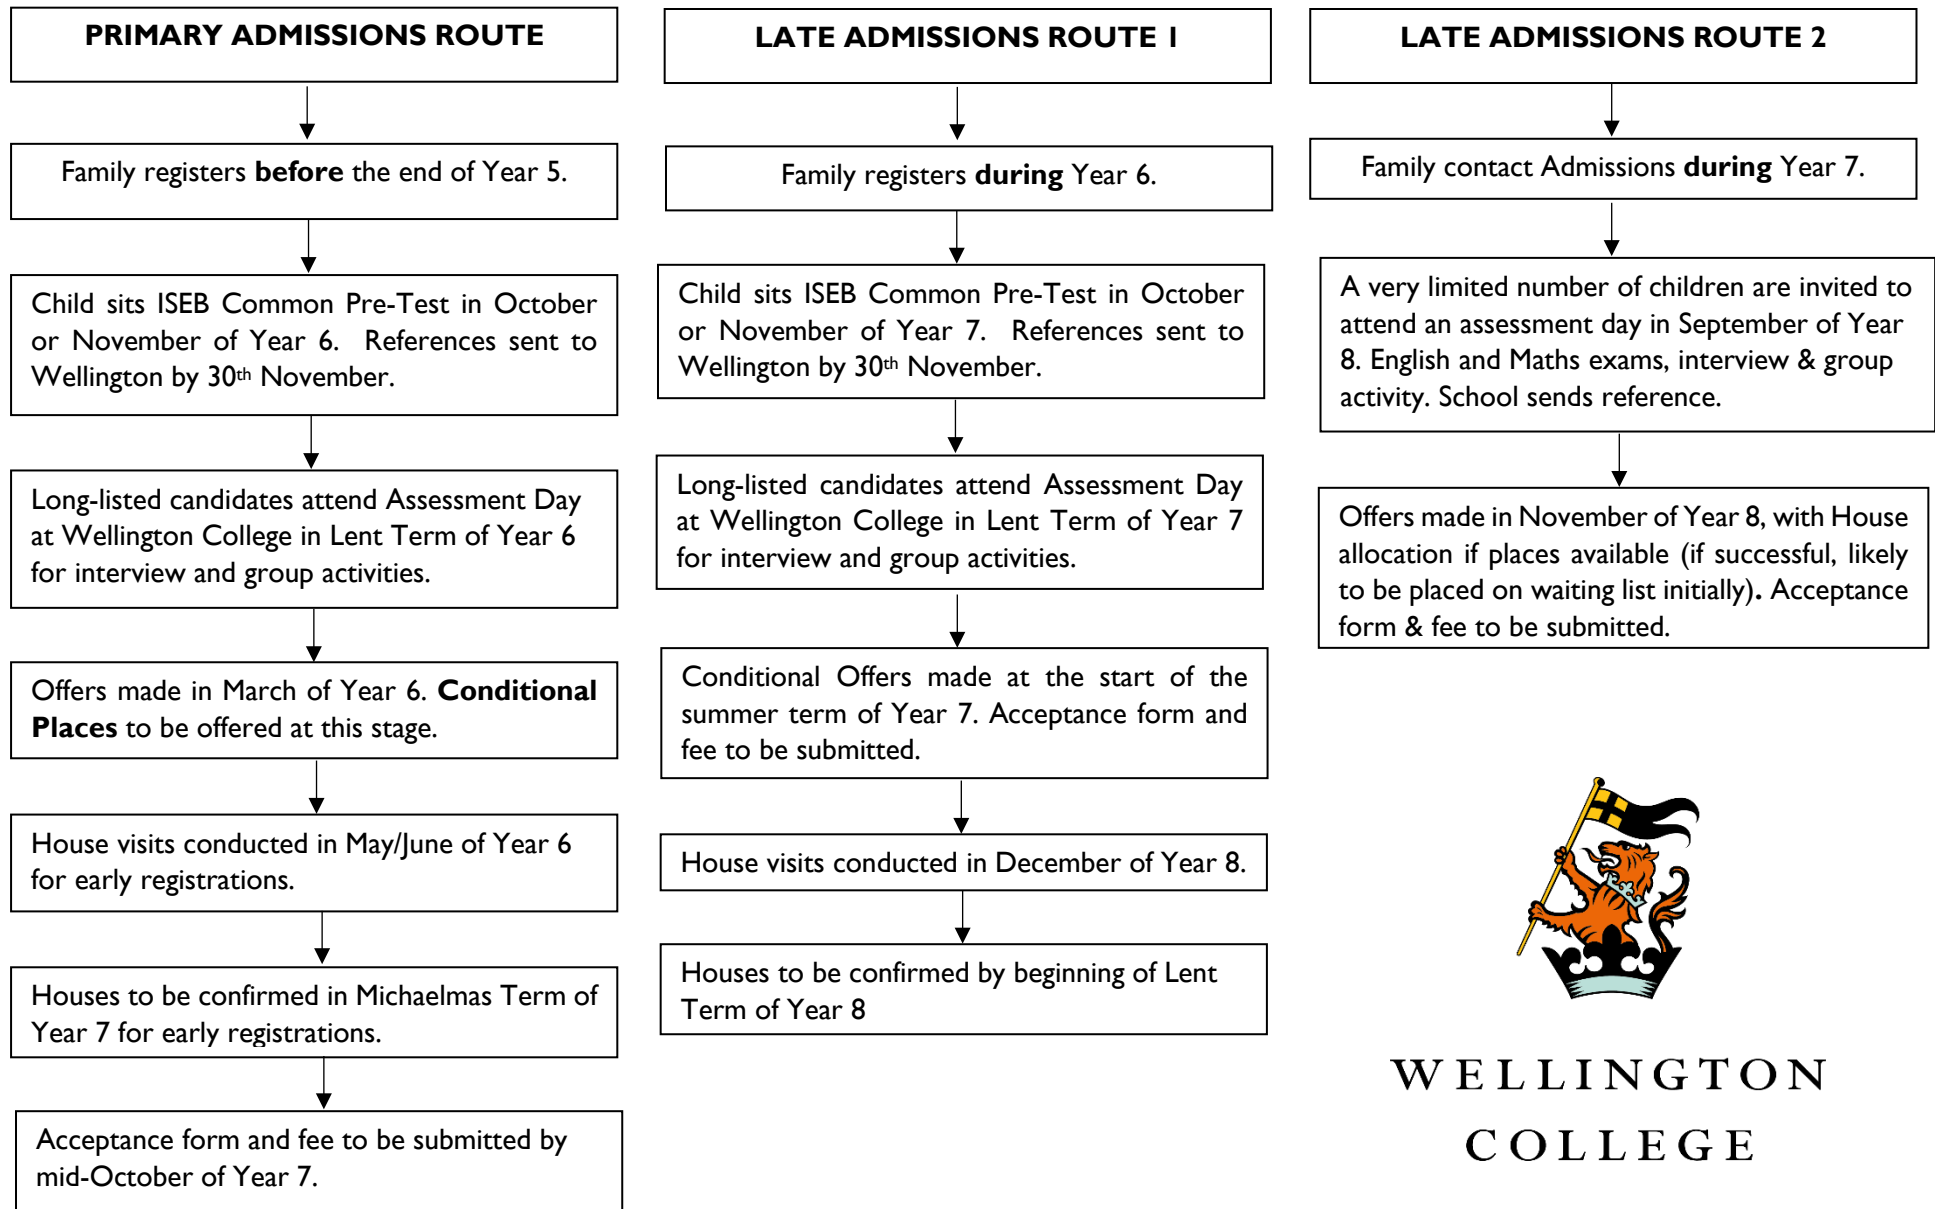 PRIMARY ADMISSIONS ROUTE
Family registers before the end of Year 5.
Child sits ISEB Common Pre-Test in October
or November of Year 6. References sent to
Wellington by 30th November.
Long-listed candidates attend Assessment Day
at Wellington College in Lent Term of Year 6
for interview and group activities.
Offers made in March of Year 6. Conditional
Places to be offered at this stage.
House visits conducted in May/June of Year 6
for early registrations.
Houses to be confirmed in Michaelmas Term of
Year 7 for early registrations.
Acceptance form and fee to be submitted by
mid-October of Year 7.
LATE ADMISSIONS ROUTE 1
Family registers during Year 6.
Child sits ISEB Common Pre-Test in October
or November of Year 7. References sent to
Wellington by 30th November.
Long-listed candidates attend Assessment Day
at Wellington College in Lent Term of Year 7
for interview and group activities.
Conditional Offers made at the start of the
summer term of Year 7. Acceptance form and
fee to be submitted.
House visits conducted in December of Year 8.
Houses to be confirmed by beginning of Lent
Term of Year 8
LATE ADMISSIONS ROUTE 2
Family contact Admissions during Year 7.
A very limited number of children are invited to
attend an assessment day in September of Year
8. English and Maths exams, interview & group
activity. School sends reference.
Offers made in November of Year 8, with House
allocation if places available (if successful, likely
to be placed on waiting list initially). Acceptance
form & fee to be submitted.
WELLINGTON
COLLEGE